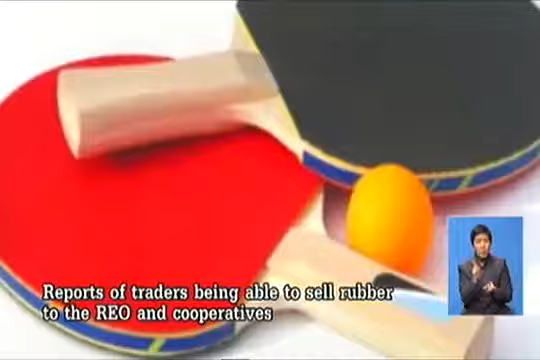 Reports of traders being able to sell rubber
to the REO and cooperatives